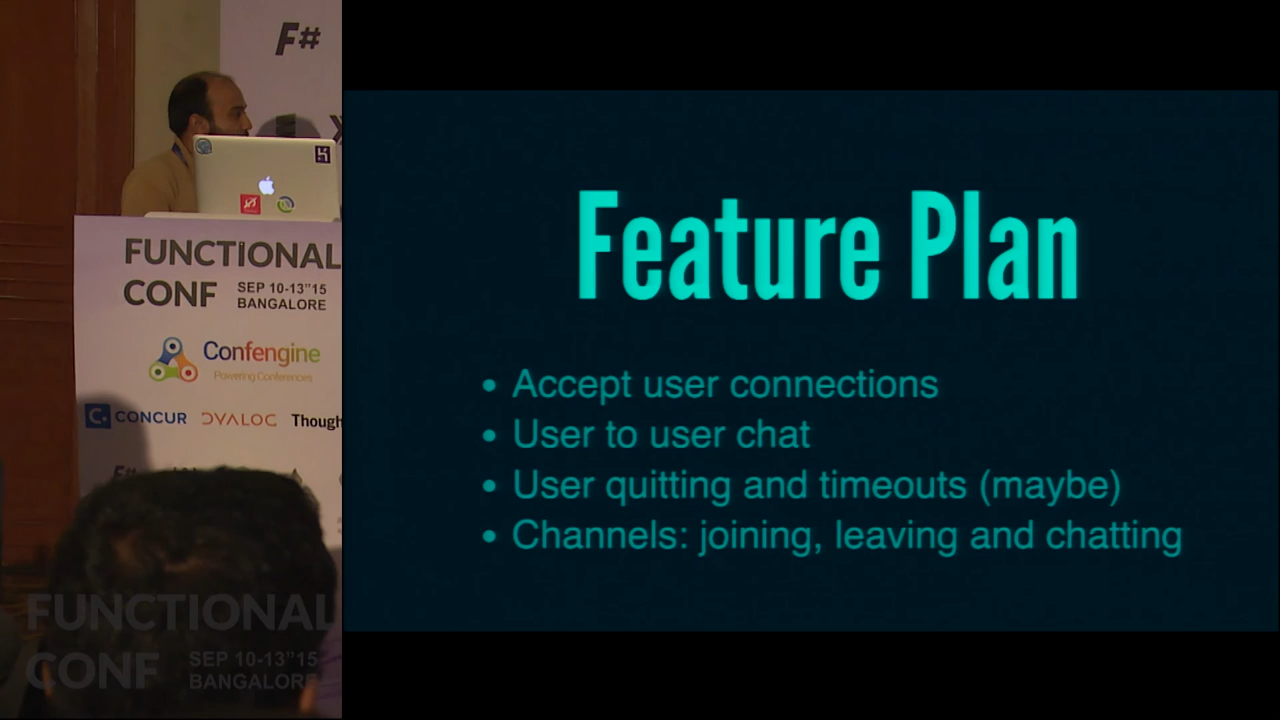 F#
FUNCTIONAL
CONF
SEP 10-13"15
BANGALORE
Confengine
Powering Conferences
CONCUR
DYALOC
Though
Feature Plan
• Accept user connections
• User to user chat
• User quitting and timeouts (maybe)
• Channels: joining, leaving and chatting
FUNCTIONAL
CONF
SEP 10-13"15
BANGALORE